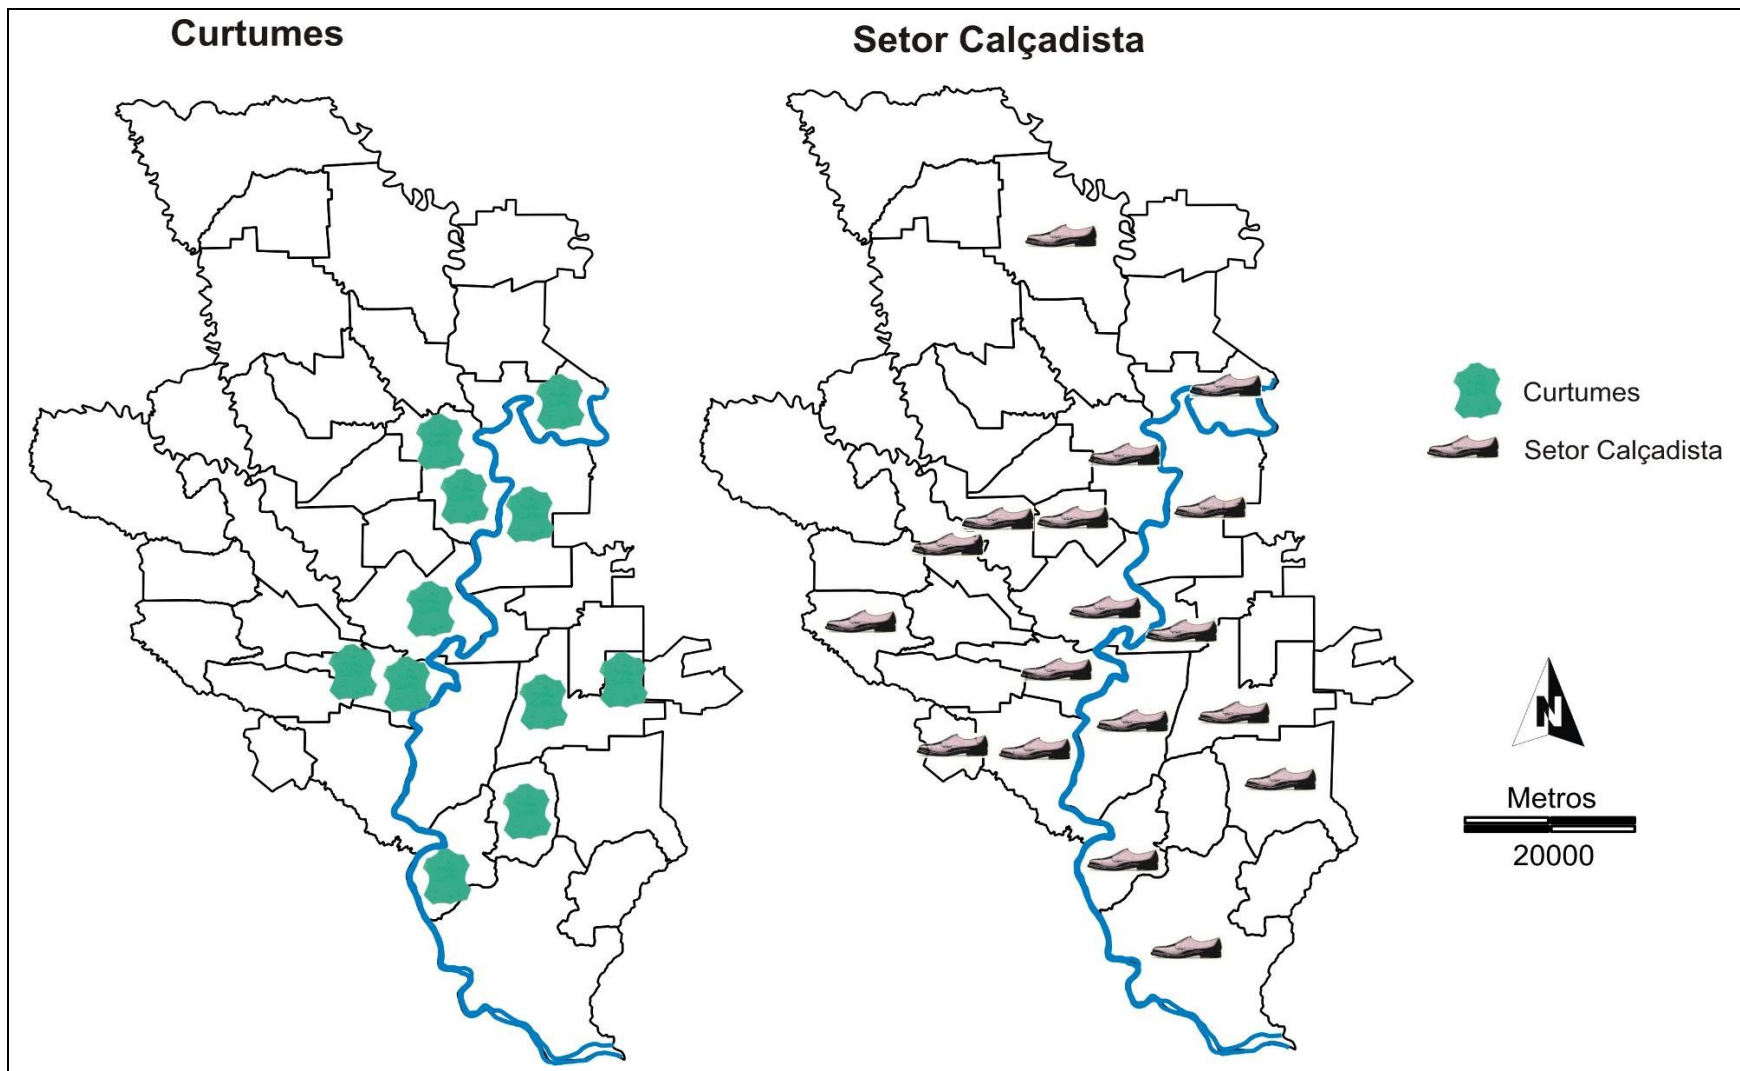 Curtumes
Setor Calçadista
Curtumes
Setor Calçadista
N
Metros
20000